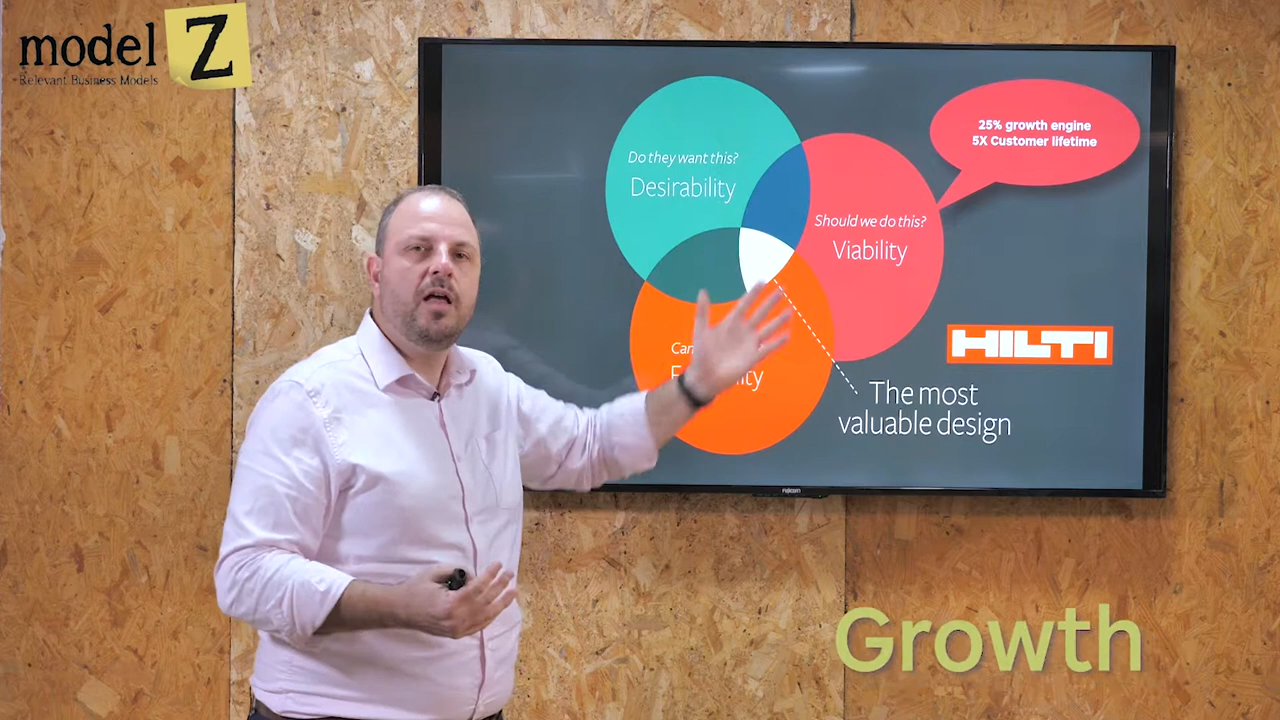 model Z
Relevant Business Models
25% growth engine
5X Customer lifetime
Do they want this?
Desirability
Should we do this?
Viability
HILTI
The most
valuable design
Growth